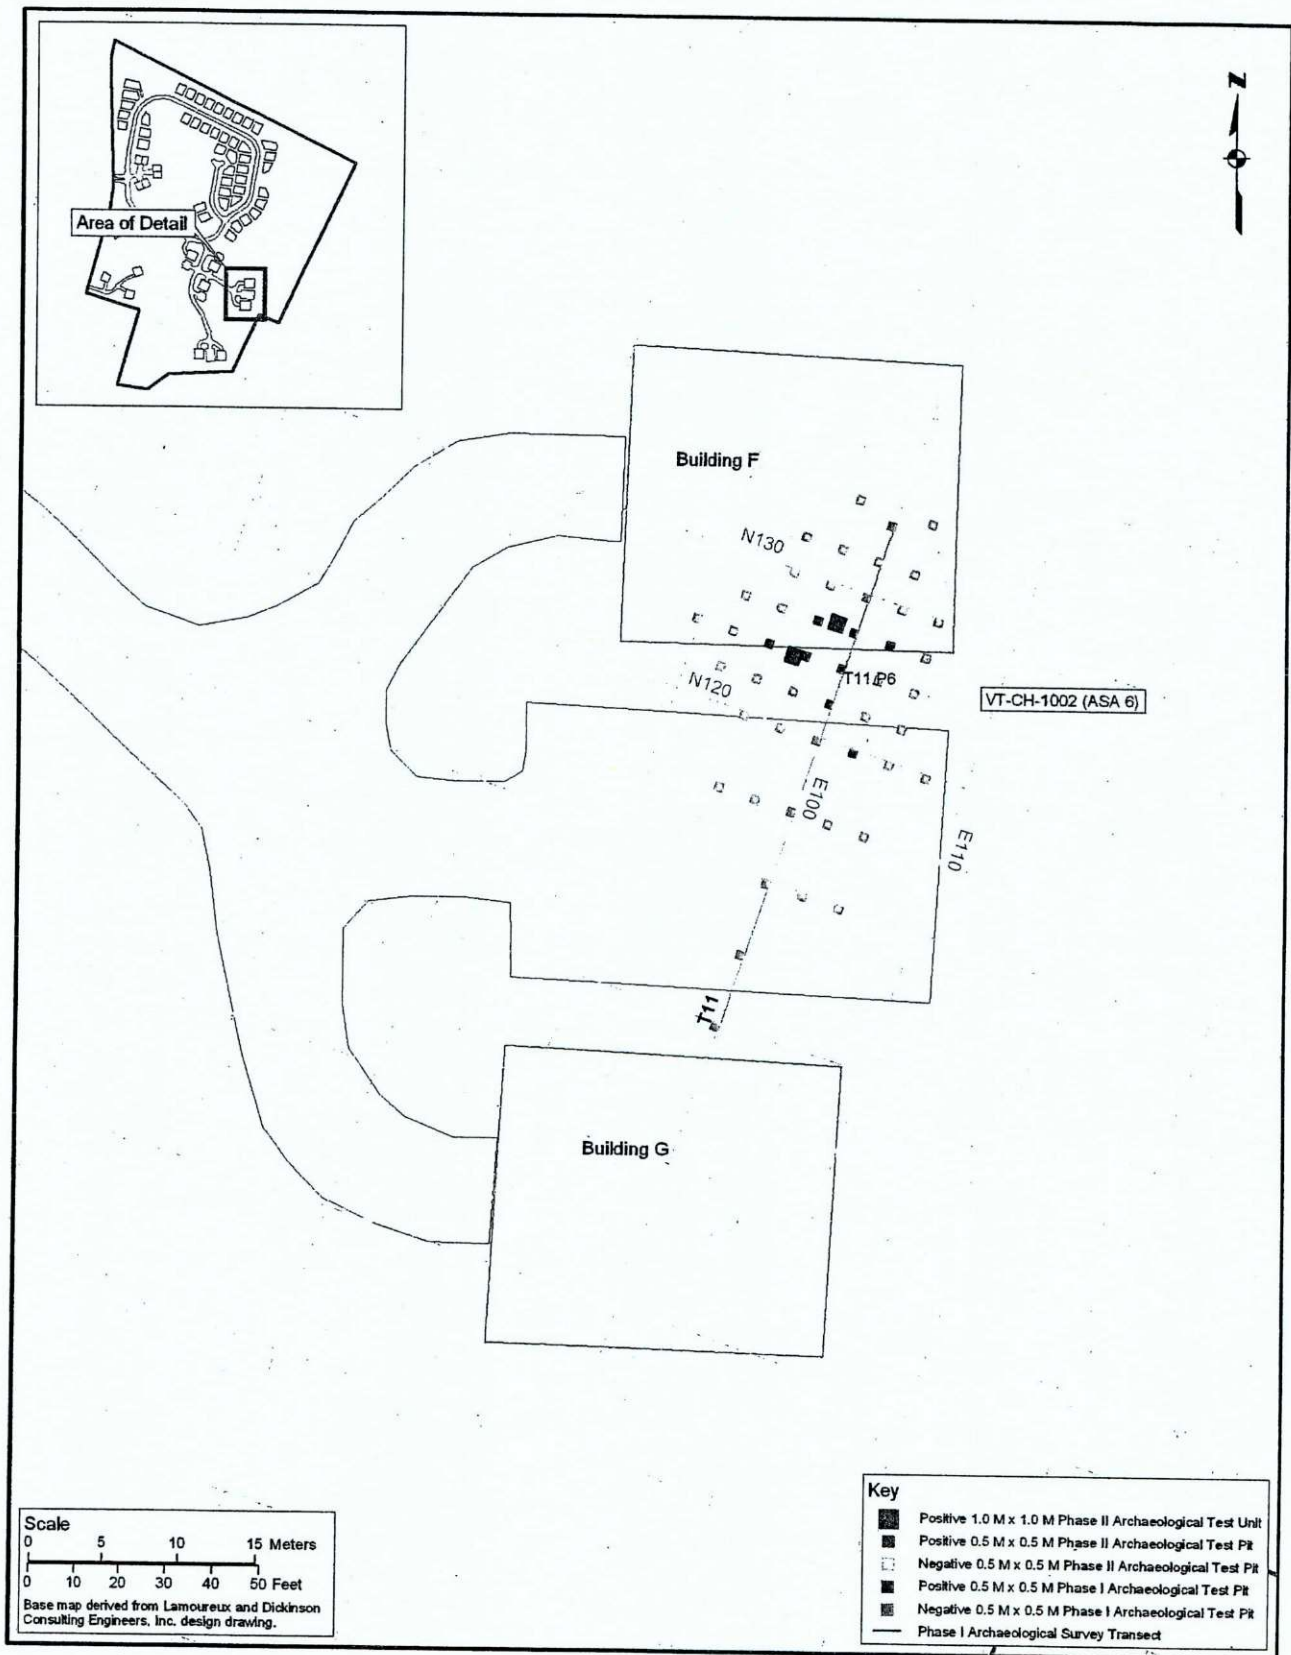 Area of Detail
N
Building F
N130
N120
T11 P6
VT-CH-1002 (ASA 6)
E100
E110
T11
Building G
Scale
0 5 10 15 Meters
0 10 20 30 40 50 Feet
Base map derived from Lamoureux and Dickinson
Consulting Engineers, Inc. design drawing.
Key
Positive 1.0 M x 1.0 M Phase II Archaeological Test Unit
Positive 0.5 M x 0.5 M Phase II Archaeological Test Pit
Negative 0.5 M x 0.5 M Phase II Archaeological Test Pit
Positive 0.5 M x 0.5 M Phase I Archaeological Test Pit
Negative 0.5 M x 0.5 M Phase I Archaeological Test Pit
Phase I Archaeological Survey Transect